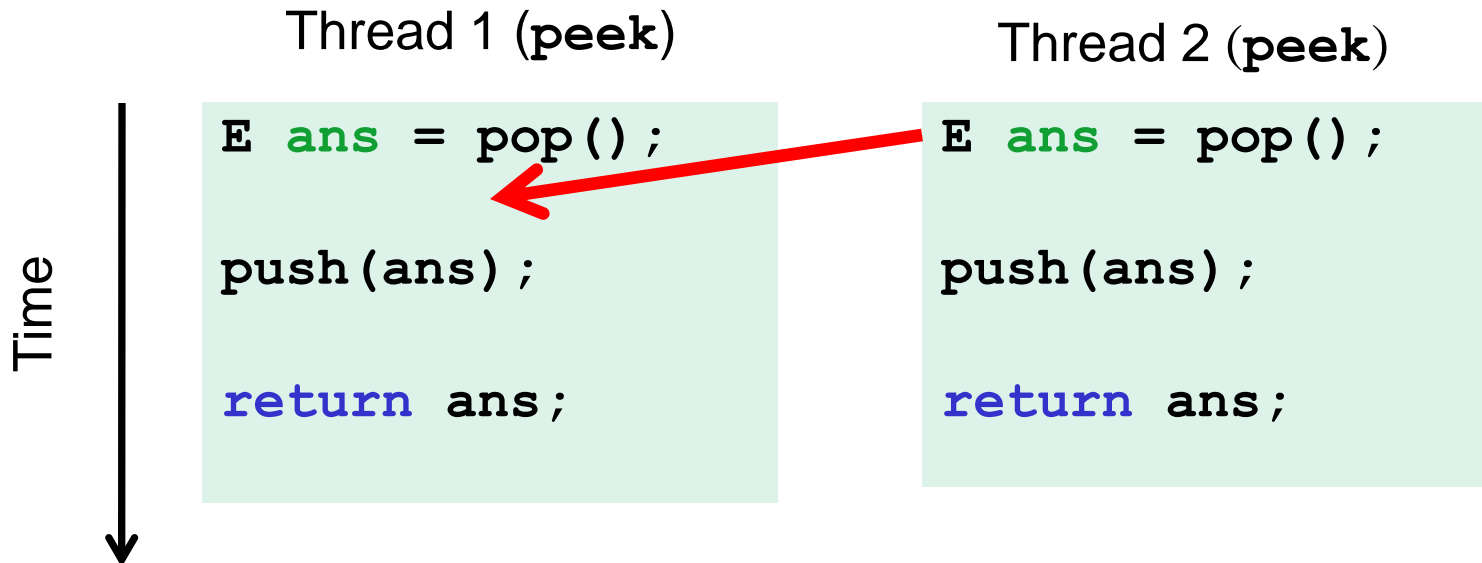 Thread 1 (peek)
Thread 2 (peek)
Time
E ans = pop();
push(ans);
return ans;
E ans = pop();
push(ans);
return ans;